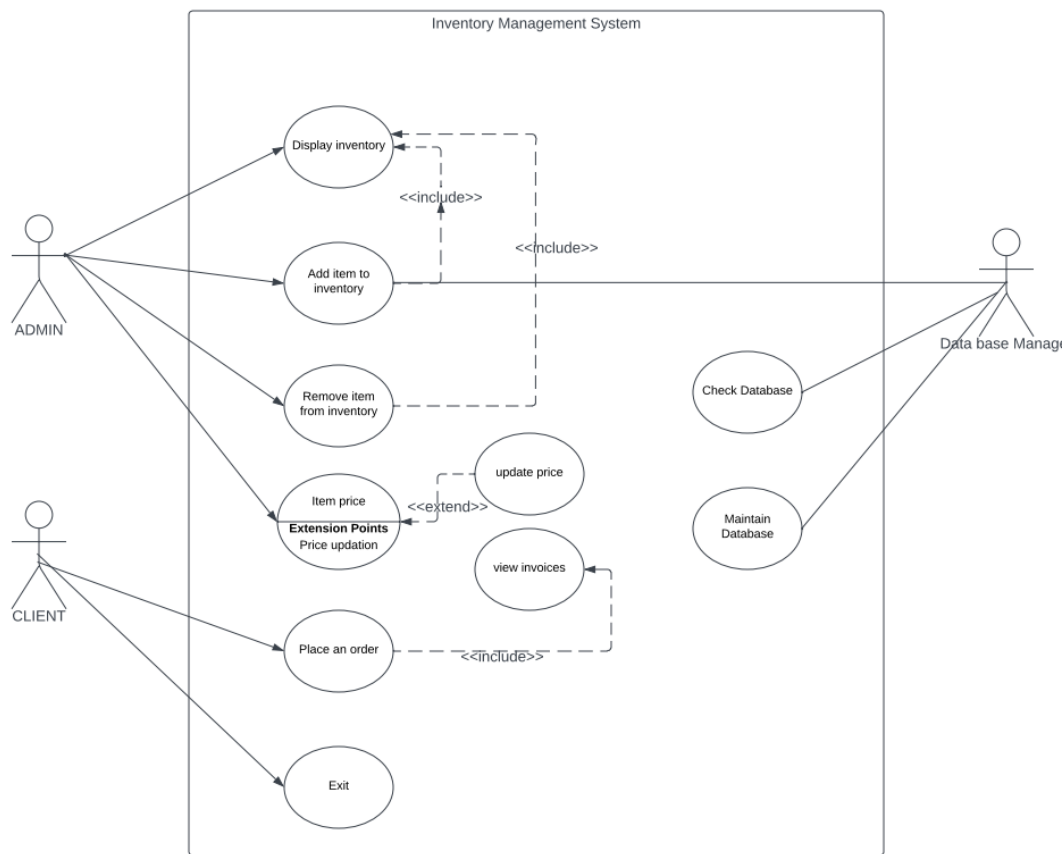 Inventory Management System
Display inventory
<<include>>
<<include>>
Add item to
inventory
ADMIN
Data base Manage
Remove item
from inventory
Check Database
update price
Item price
<<extend>>
Extension Points
Price updation
Maintain
Database
view invoices
CLIENT
Place an order
<<include>>
Exit